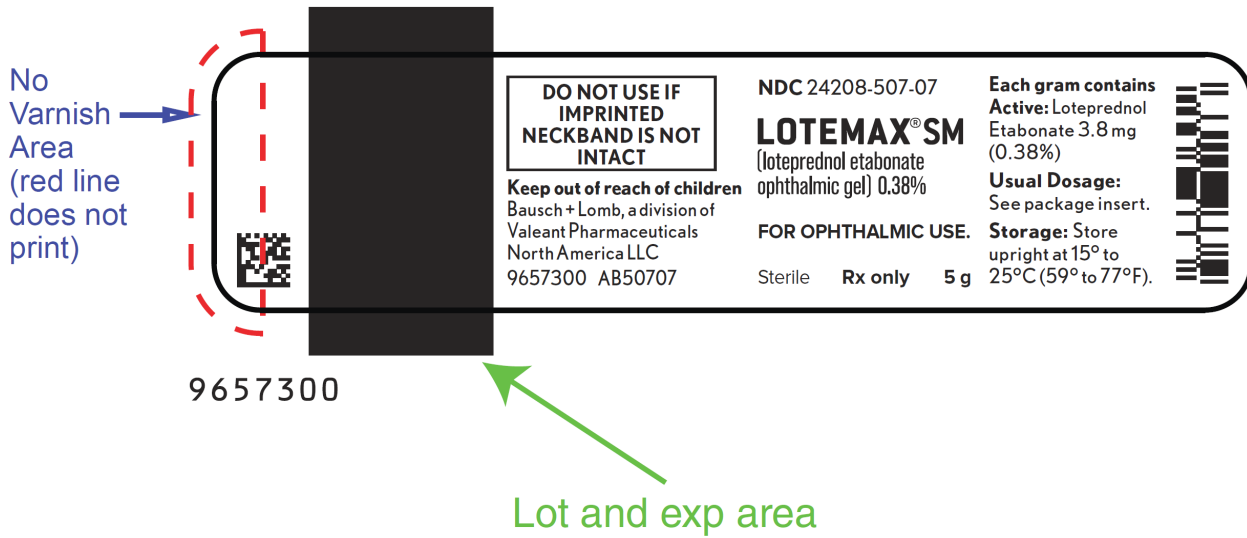 No
Varnish
Area
(red line
does not
print)
DO NOT USE IF
IMPRINTED
NECKBAND IS NOT
INTACT
Keep out of reach of children
Bausch + Lomb, a division of
Valeant Pharmaceuticals
North America LLC
9657300 AB50707
NDC 24208-507-07
LOTEMAX® SM
(loteprednol etabonate
ophthalmic gel) 0.38%
FOR OPHTHALMIC USE.
Sterile Rx only 5 g
Each gram contains
Active: Loteprednol
Etabonate 3.8 mg
(0.38%)
Usual Dosage:
See package insert.
Storage: Store
upright at 15° to
25°C (59° to 77°F).
9657300
Lot and exp area